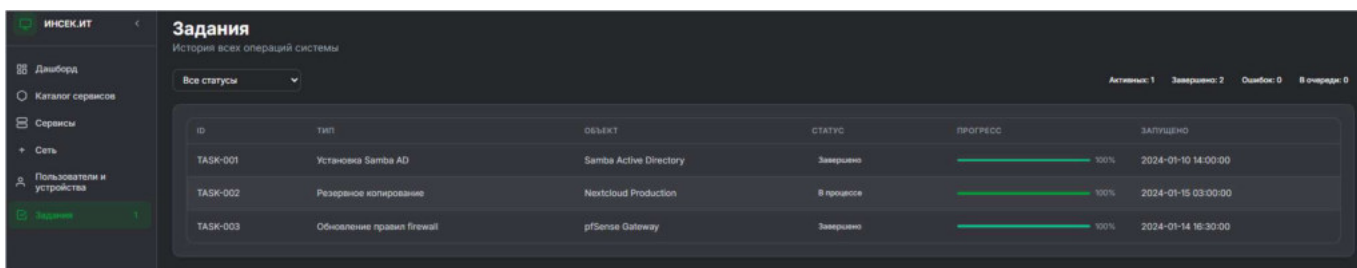 ИНСЕК.ИТ
Дашборд
Каталог сервисов
Сервисы
+ Сеть
Пользователи и
устройства
Задания 1
Задания
История всех операций системы
Все статусы
Активных: 1 Завершено: 2 Ошибок: 0 В очереди: 0
ID ТИП ОБЪЕКТ СТАТУС ПРОГРЕСС ЗАПУЩЕНО
TASK-001 Установка Samba AD Samba Active Directory Завершено 100% 2024-01-10 14:00:00
TASK-002 Резервное копирование Nextcloud Production В процессе 100% 2024-01-15 03:00:00
TASK-003 Обновление правил firewall pfSense Gateway Завершено 100% 2024-01-14 16:30:00